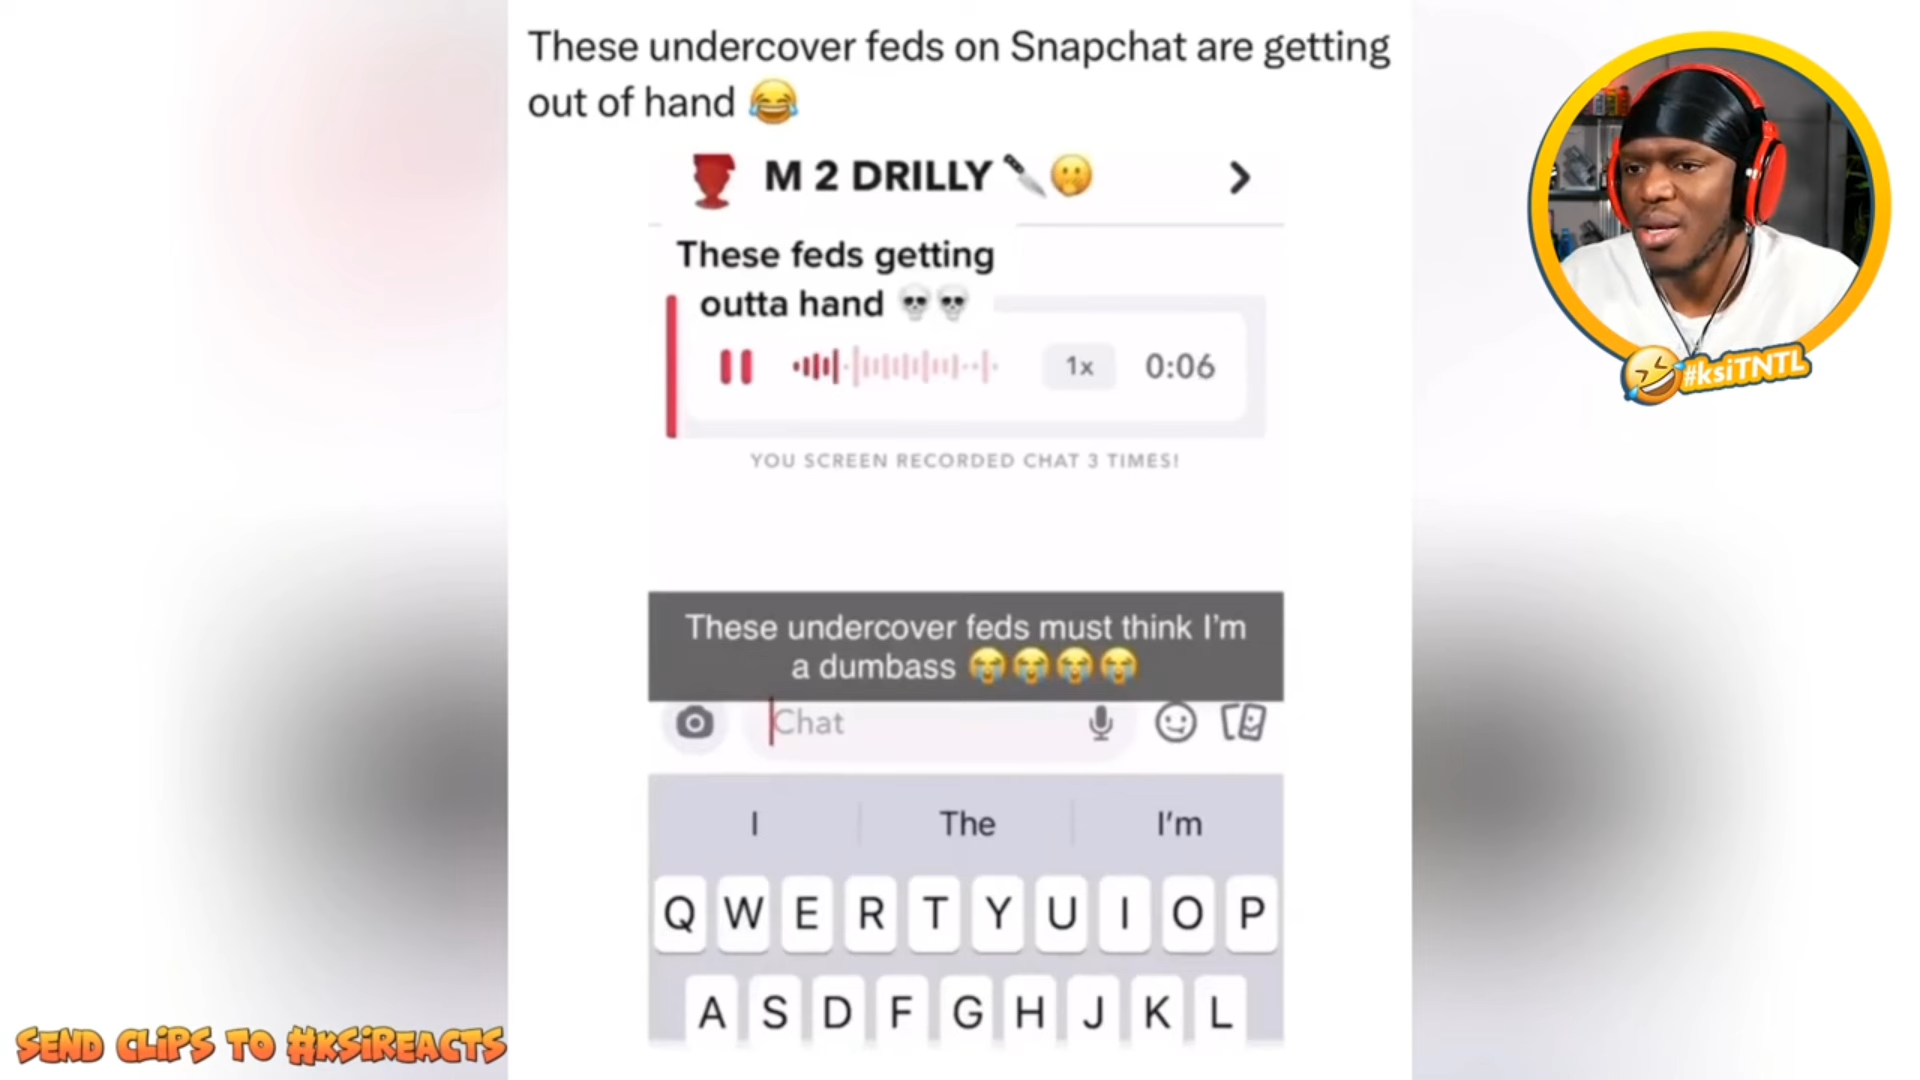 These undercover feds on Snapchat are getting
out of hand 😂
M 2 DRILLY 🔪🫢
These feds getting
outta hand 💀💀
1x 0:06
YOU SCREEN RECORDED CHAT 3 TIMES!
These undercover feds must think I'm
a dumbass 😭😭😭😭
Chat
I The I'm
Q W E R T Y U I O P
A S D F G H J K L
#ksiTNTL
SEND CLiPS TO #KSiREACTS